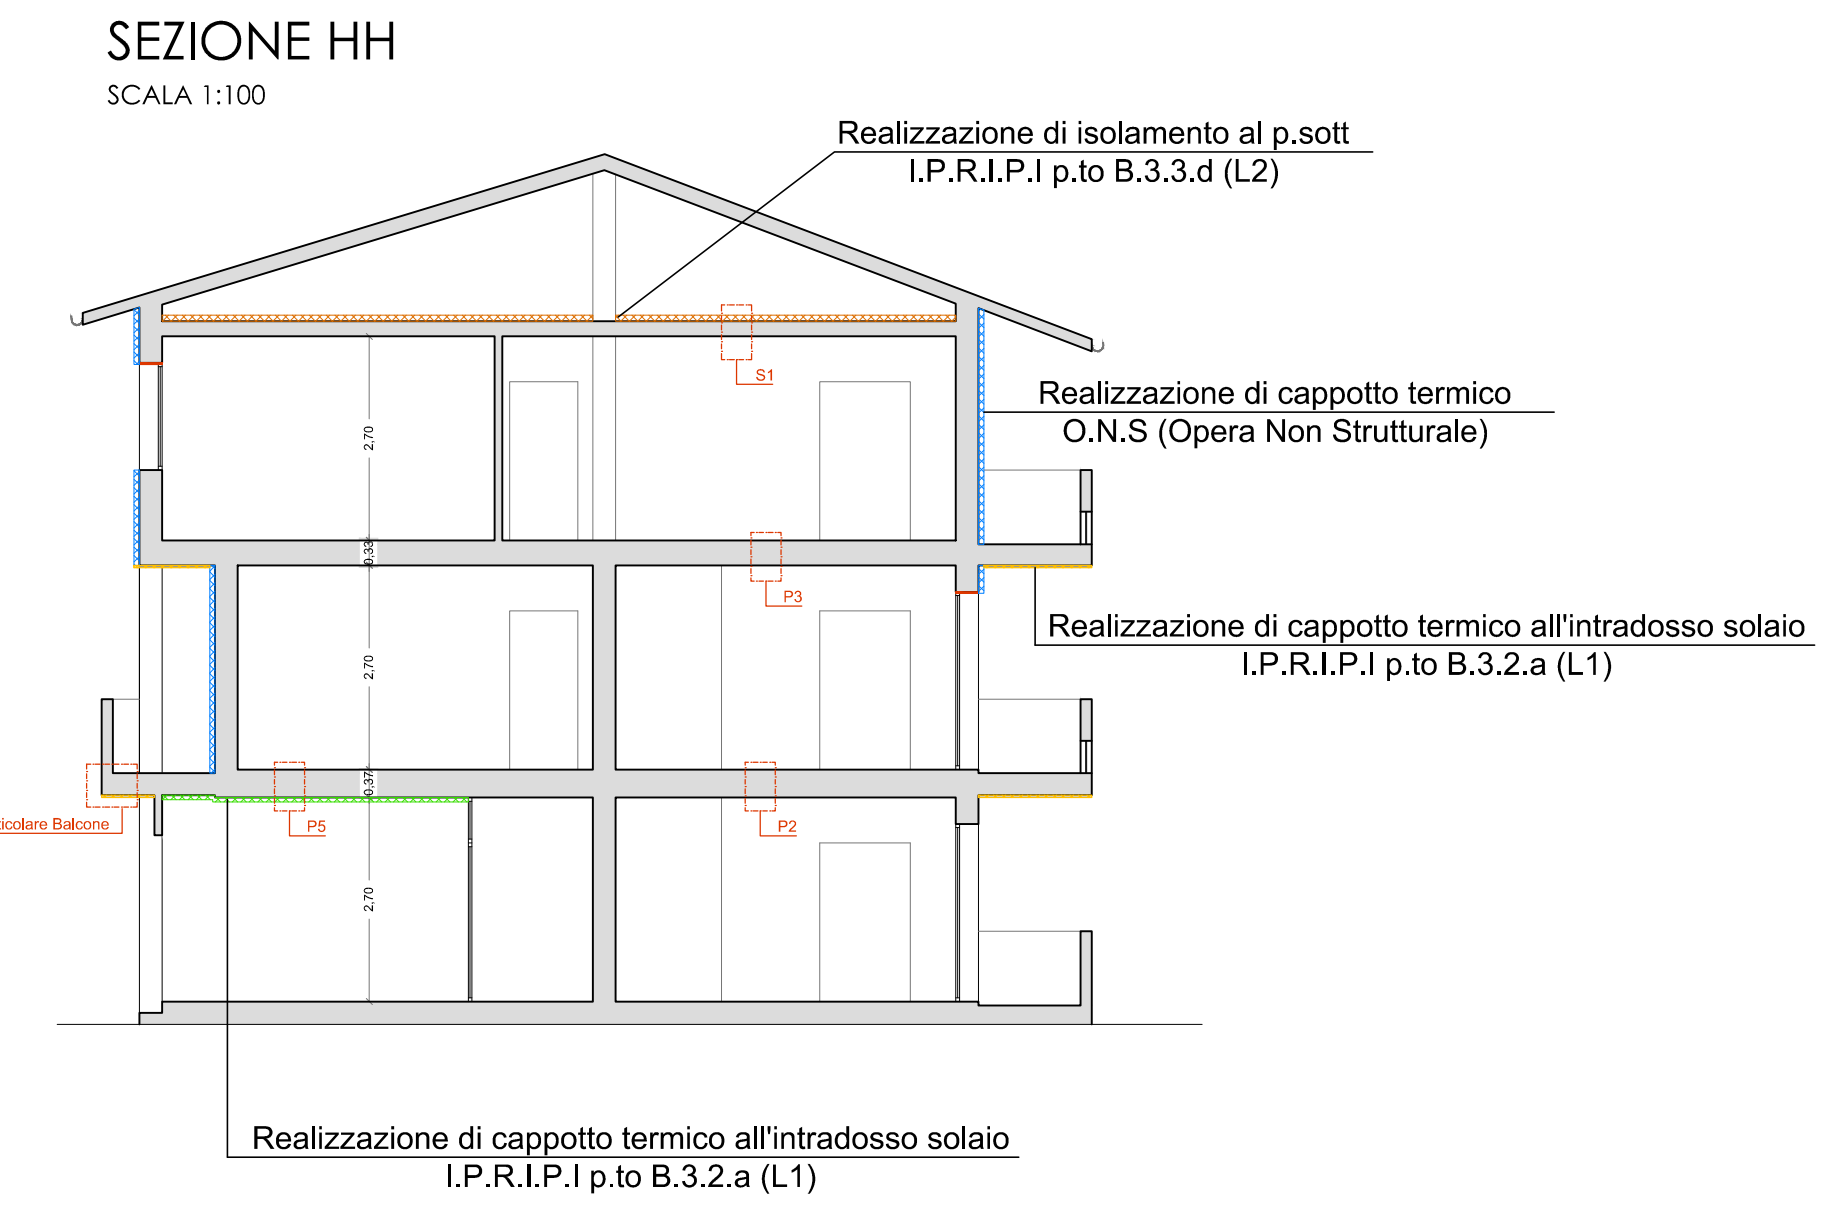 SEZIONE HH
SCALA 1:100
Realizzazione di isolamento al p.sott
I.P.R.I.P.I p.to B.3.3.d (L2)
S1
Realizzazione di cappotto termico
O.N.S (Opera Non Strutturale)
2,70
0,33
P3
Realizzazione di cappotto termico all'intradosso solaio
I.P.R.I.P.I p.to B.3.2.a (L1)
2,70
0,37
Balcone
P5
P2
2,70
Realizzazione di cappotto termico all'intradosso solaio
I.P.R.I.P.I p.to B.3.2.a (L1)